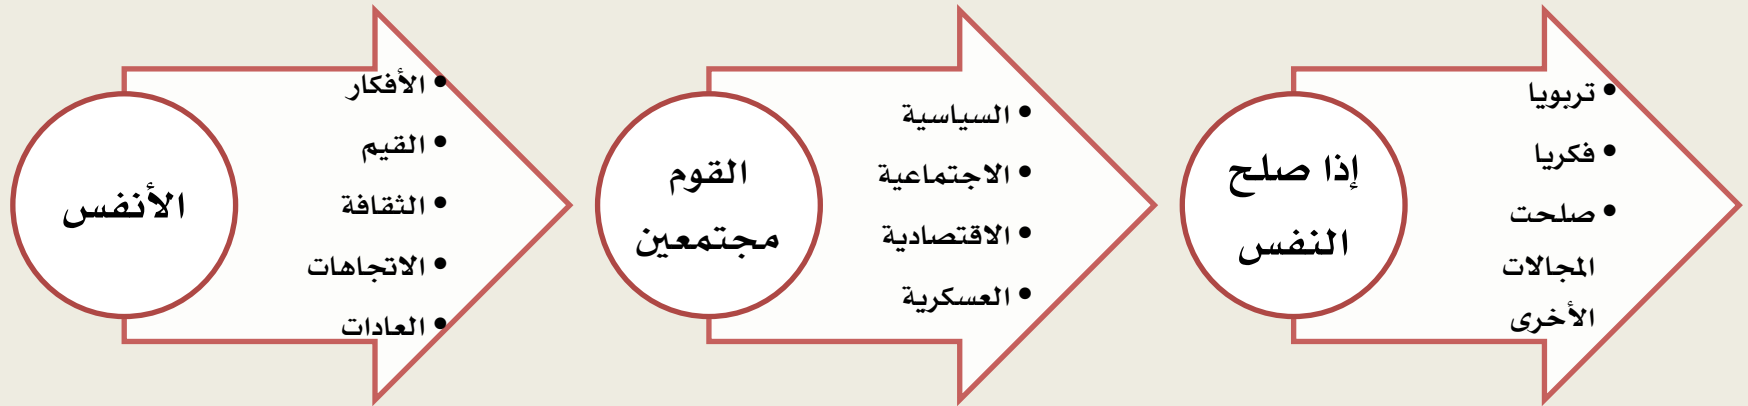 الأنفس
• الأفكار
• القيم
• الثقافة
• الاتجاهات
• العادات
القوم
مجتمعين
• السياسية
• الاجتماعية
• الاقتصادية
• العسكرية
إذا صلح
النفس
• تربويا
• فكريا
• صلحت
المجالات
الأخرى